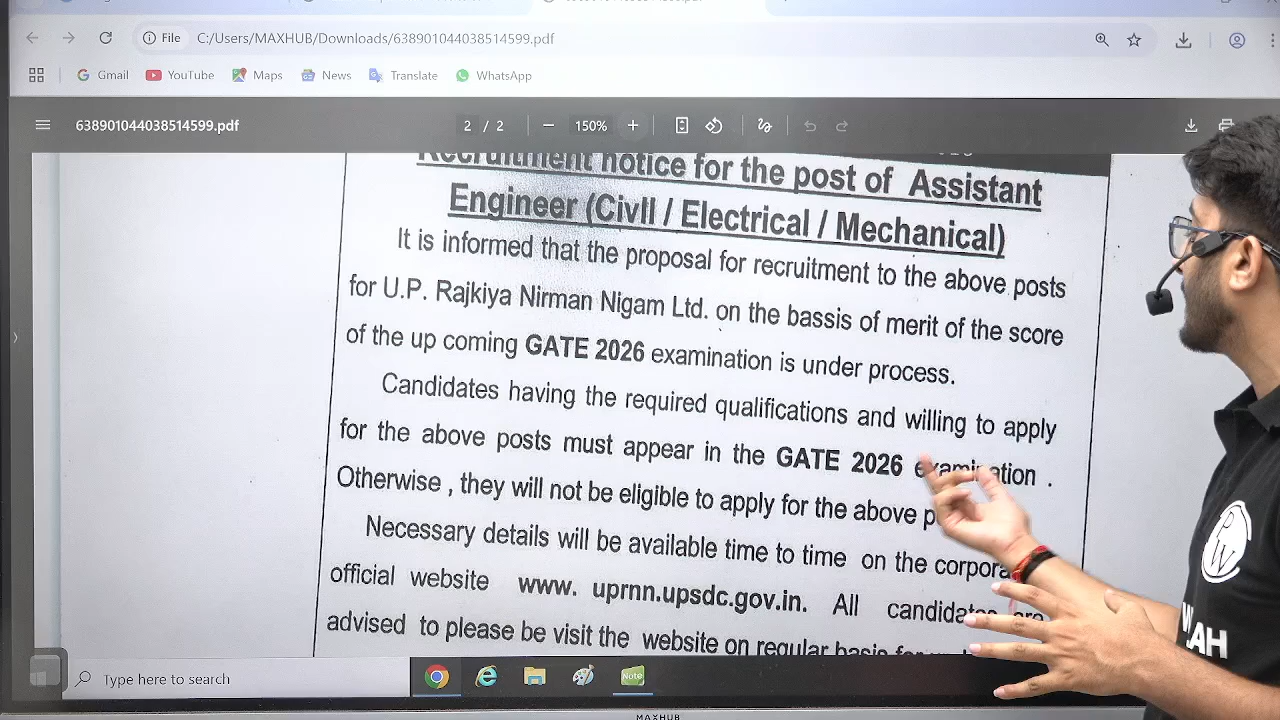 File C:/Users/MAXHUB/Downloads/638901044038514599.pdf
Gmail YouTube Maps News Translate WhatsApp
638901044038514599.pdf 2 / 2 150%
Recruitment notice for the post of Assistant
Engineer (Civil / Electrical / Mechanical)
It is informed that the proposal for recruitment to the above posts
for U.P. Rajkiya Nirman Nigam Ltd. on the bassis of merit of the score
of the up coming GATE 2026 examination is under process.
Candidates having the required qualifications and willing to apply
for the above posts must appear in the GATE 2026 examination .
Otherwise , they will not be eligible to apply for the above
Necessary details will be available time to time on the
official website www. uprnn.upsdc.gov.in. All
advised to please be visit the website on regular basis for
Type here to search
Note
MAXHUB
PW